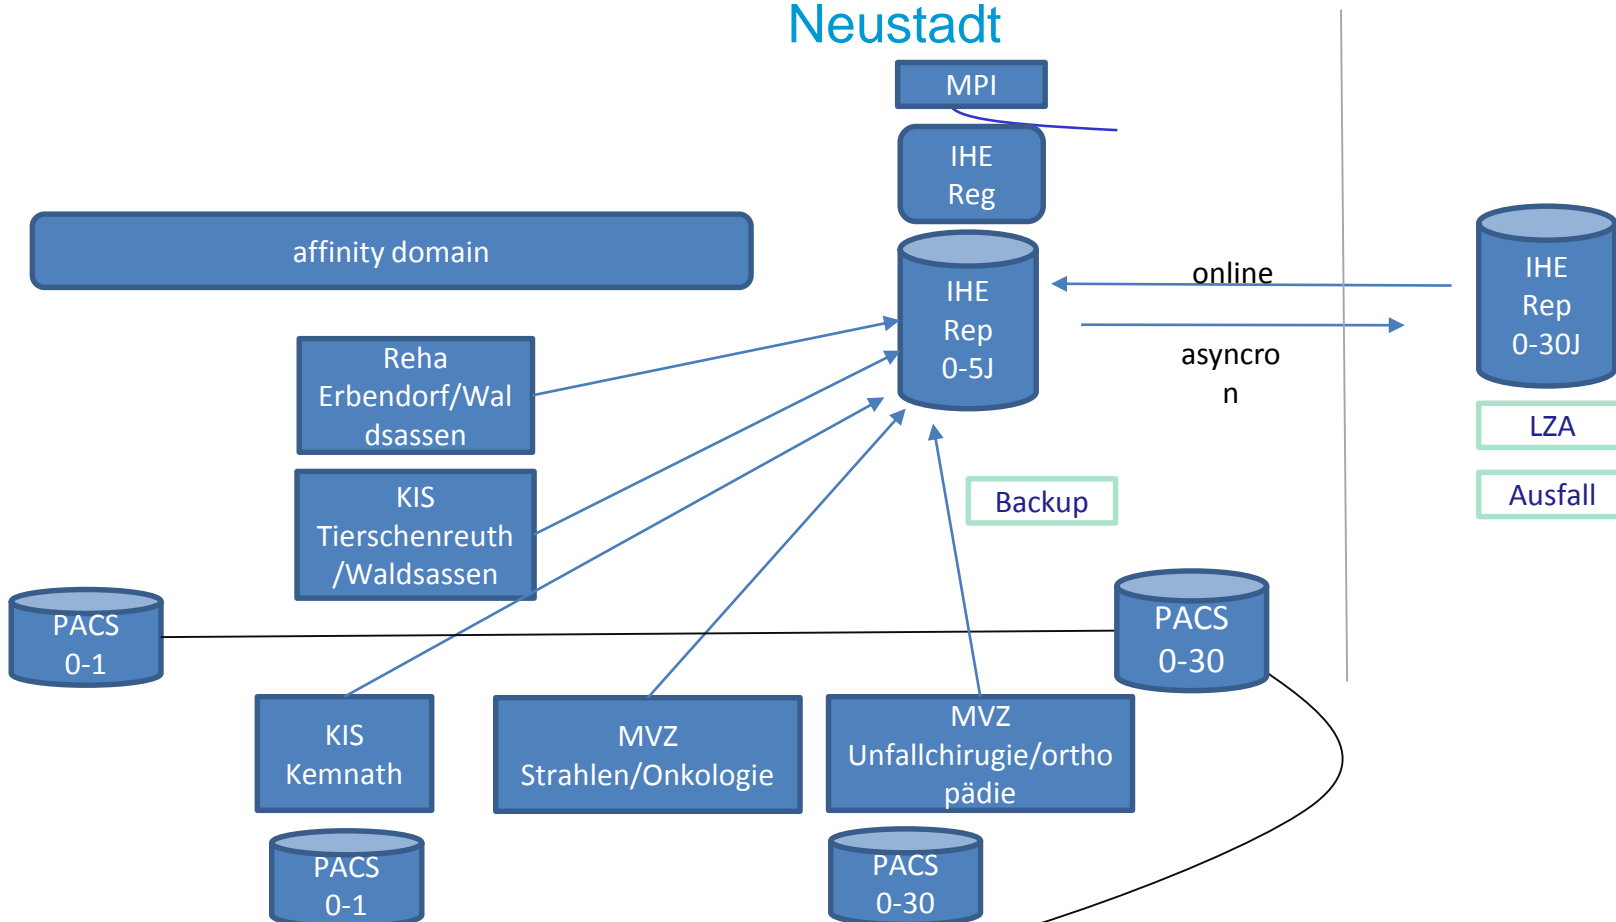 Neustadt
MPI
IHE
Reg
affinity domain
IHE
Rep
0-5J
online
asyncro
n
IHE
Rep
0-30J
LZA
Ausfall
Reha
Erbendorf/Wal
dsassen
KIS
Tierschenreuth
/Waldsassen
Backup
PACS
0-1
PACS
0-30
KIS
Kemnath
MVZ
Strahlen/Onkologie
MVZ
Unfallchirugie/ortho
pädie
PACS
0-1
PACS
0-30